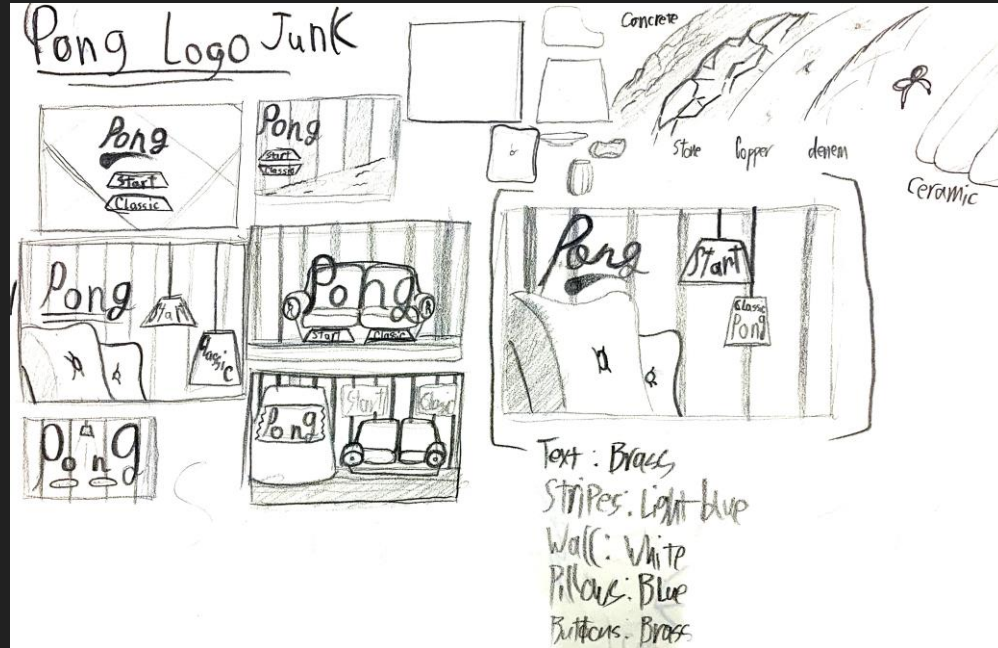 Pong Logo Junk
Concrete
Stone
Copper
denem
Ceramic
Pong
Start
Classic
Pong
Start
Classic
Pong
Start
Classic
Pong
Start
Classic
Pong
Start
Classic
Pong
Pong
Start
Classic
Pong
Text: Brass
Stripes: Light blue
Wall: White
Pillows: Blue
Buttons: Brass